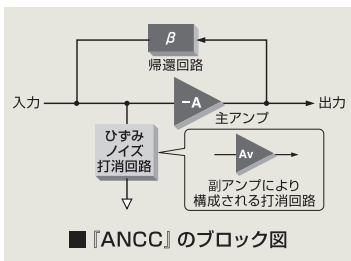 β
帰還回路
入力
-A
出力
主アンプ
ひずみ
ノイズ
打消回路
Av
副アンプにより
構成される打消回路
■『ANCC』のブロック図